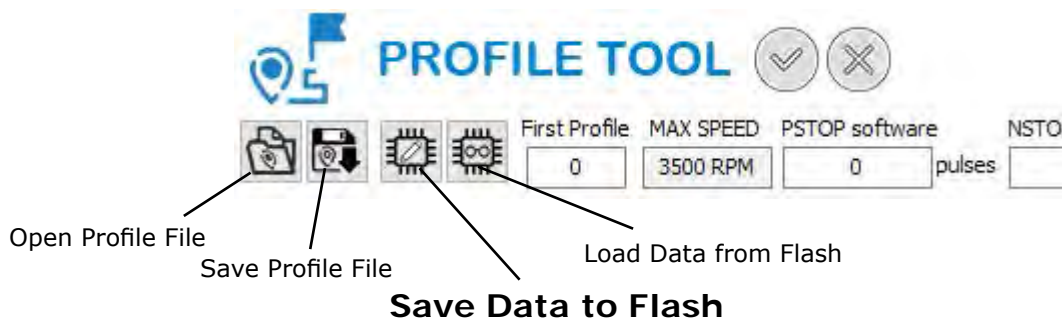 PROFILE TOOL
First Profile MAX SPEED PSTOP software NSTO
0 3500 RPM 0 pulses
Open Profile File
Load Data from Flash
Save Profile File
Save Data to Flash